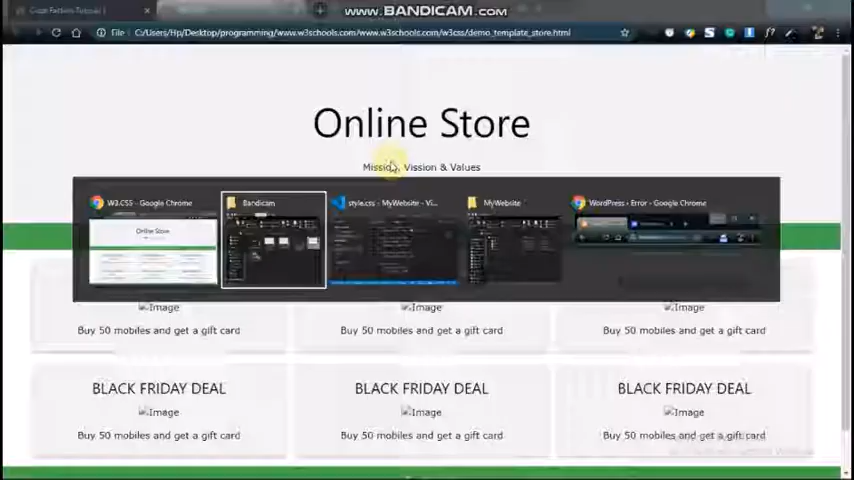 Guze Fashion Tutorial |
WWW.BANDICAM.COM
File | C:/Users/Hp/Desktop/programming/www.w3schools.com/www.w3schools.com/w3css/demo_template_store.html
Online Store
Mission, Vission & Values
W3.CSS - Google Chrome
Bandicam
style.css - MyWebsite - Vi...
MyWebsite
WordPress › Error - Google Chrome
Image
Image
Image
Buy 50 mobiles and get a gift card
Buy 50 mobiles and get a gift card
Buy 50 mobiles and get a gift card
BLACK FRIDAY DEAL
BLACK FRIDAY DEAL
BLACK FRIDAY DEAL
Image
Image
Image
Buy 50 mobiles and get a gift card
Buy 50 mobiles and get a gift card
Buy 50 mobiles and get a gift card